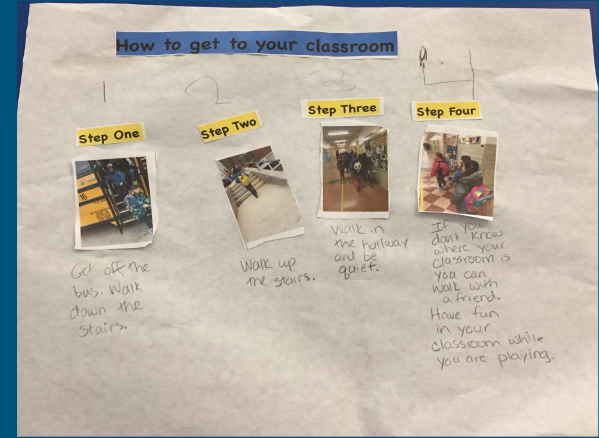 How to get to your classroom
1
2
3
Step One
Step Two
Step Three
Step Four
Get off the
bus. Walk
down the
stairs.
Walk up
the stairs.
Walk in
the hallway
and be
quiet.
If you
don't know
where your
classroom is
you can
walk with
a friend.
Have fun
in your
classroom while
you are playing.